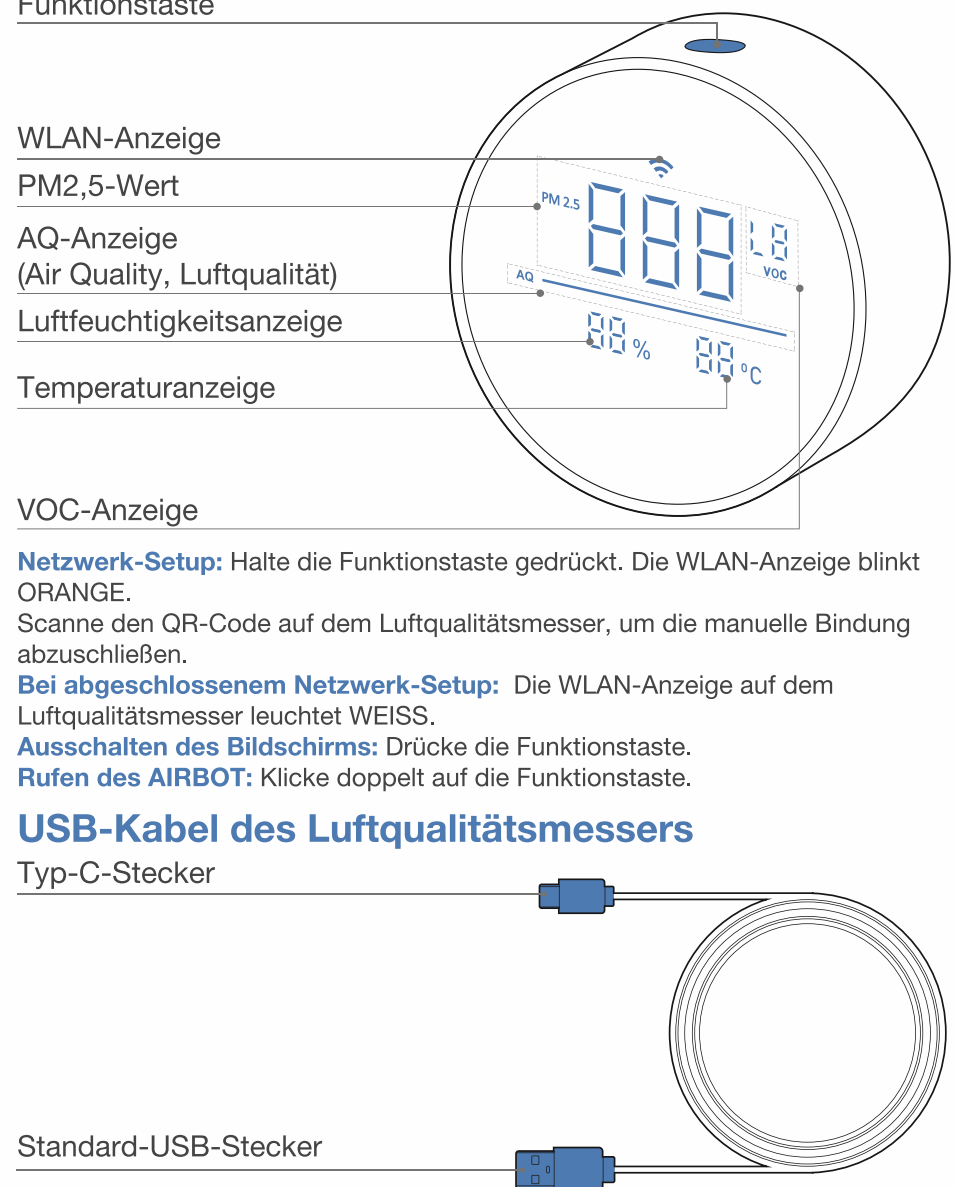 Funktionstaste
WLAN-Anzeige
PM2,5-Wert
AQ-Anzeige
(Air Quality, Luftqualität)
Luftfeuchtigkeitsanzeige
Temperaturanzeige
VOC-Anzeige
PM 2.5
888
L8
VOC
AQ
88 %
88 °C
Netzwerk-Setup: Halte die Funktionstaste gedrückt. Die WLAN-Anzeige blinkt
ORANGE.
Scanne den QR-Code auf dem Luftqualitätsmesser, um die manuelle Bindung
abzuschließen.
Bei abgeschlossenem Netzwerk-Setup: Die WLAN-Anzeige auf dem
Luftqualitätsmesser leuchtet WEISS.
Ausschalten des Bildschirms: Drücke die Funktionstaste.
Rufen des AIRBOT: Klicke doppelt auf die Funktionstaste.
USB-Kabel des Luftqualitätsmessers
Typ-C-Stecker
Standard-USB-Stecker